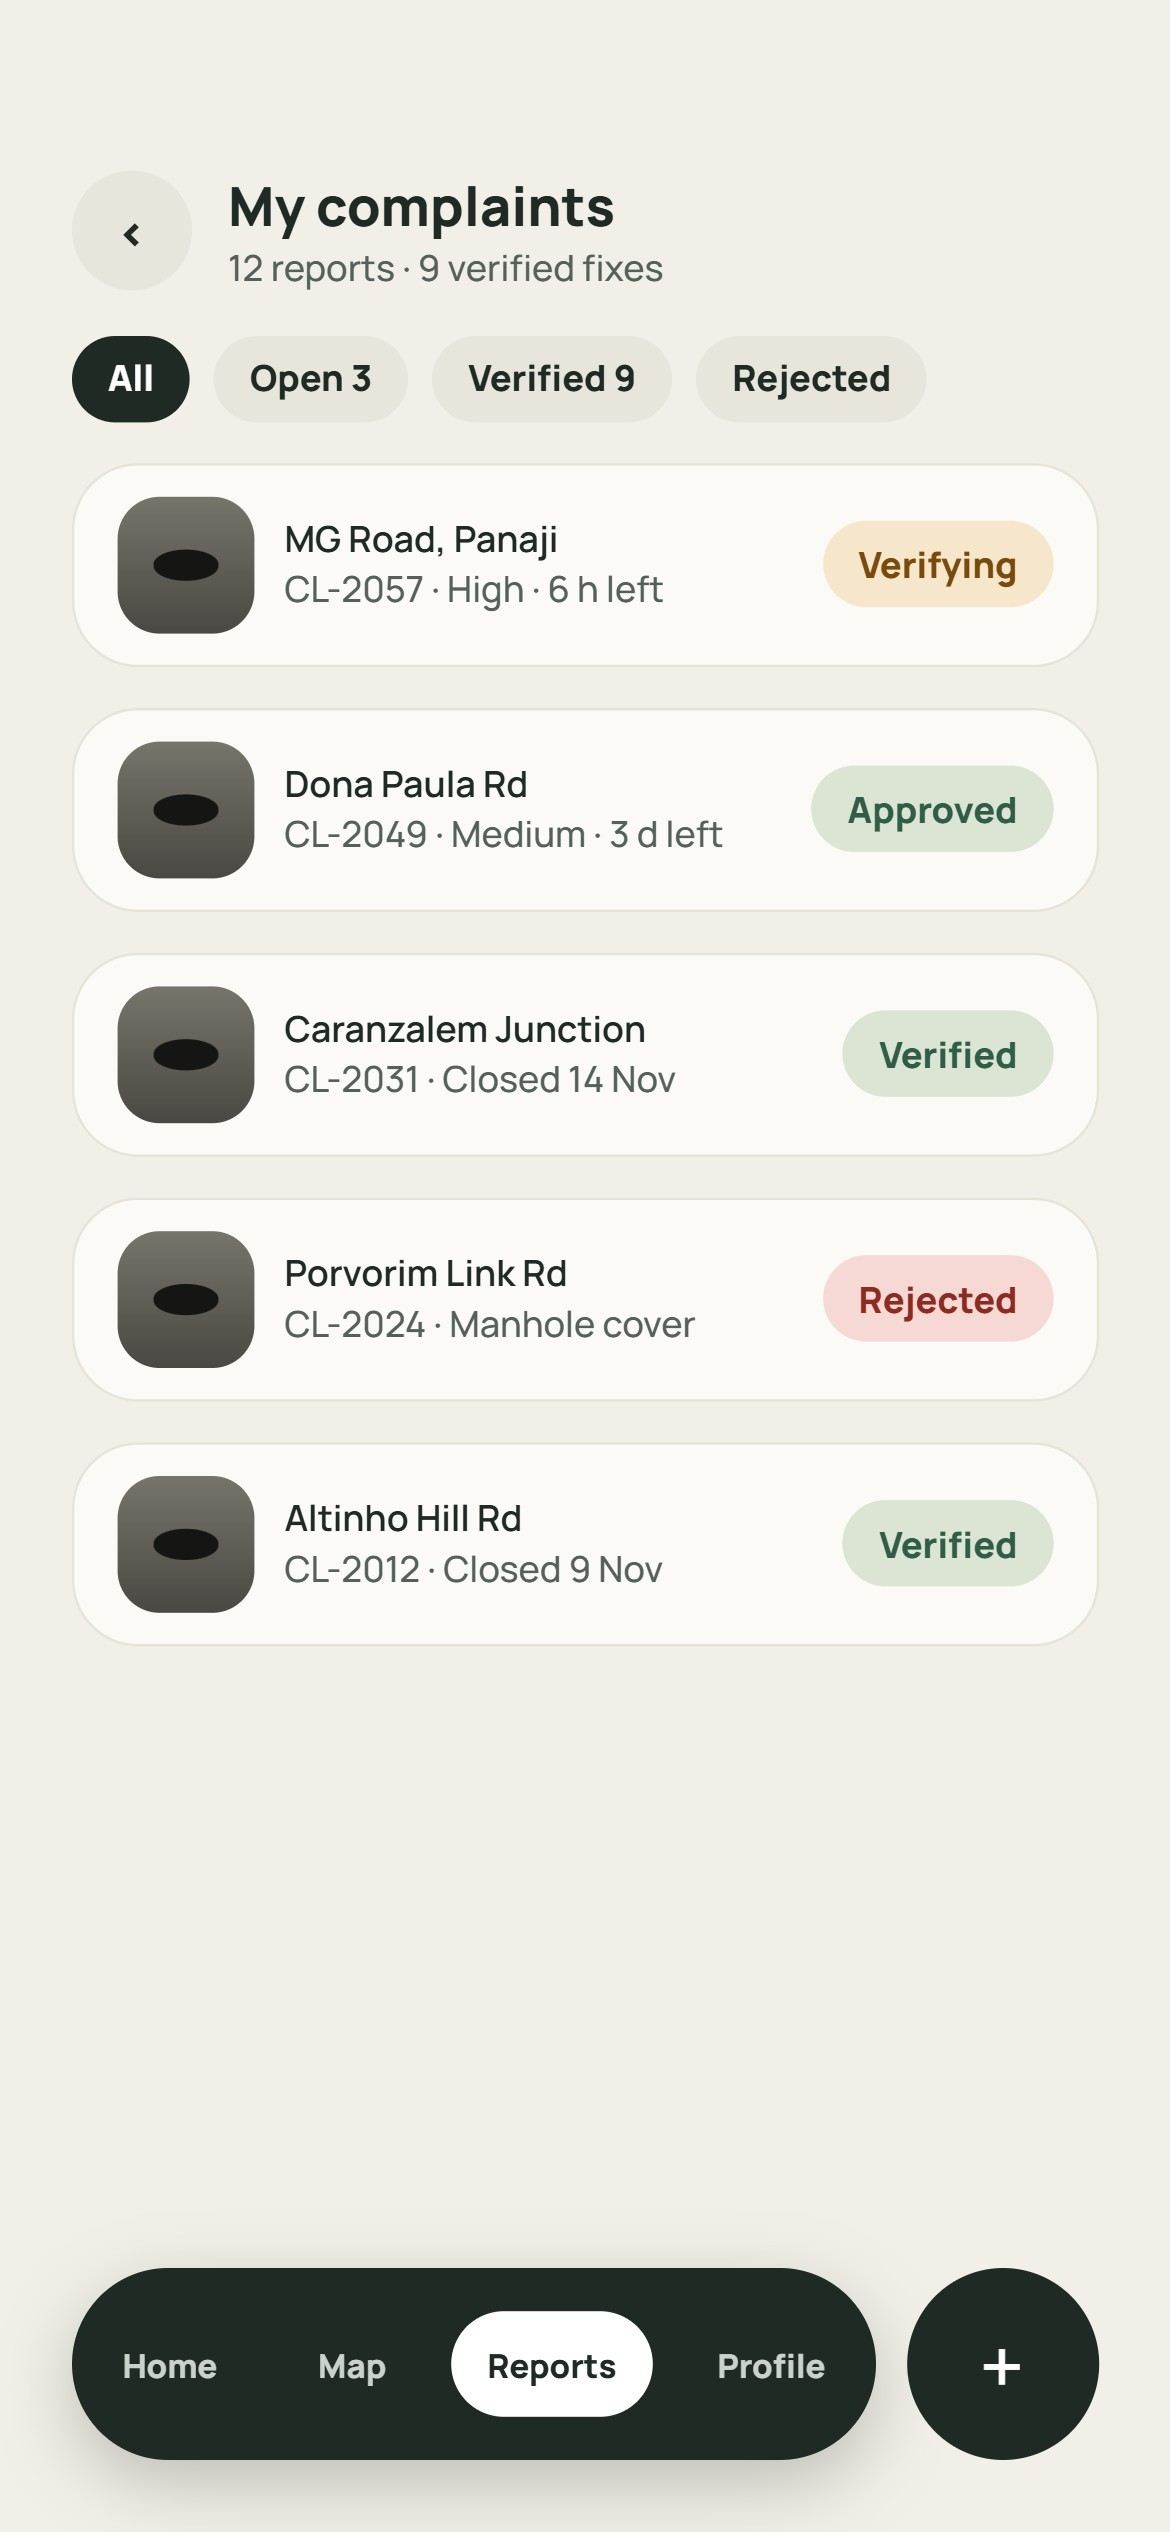 My complaints
12 reports · 9 verified fixes
All
Open 3
Verified 9
Rejected
MG Road, Panaji
CL-2057 · High · 6 h left
Verifying
Dona Paula Rd
CL-2049 · Medium · 3 d left
Approved
Caranzalem Junction
CL-2031 · Closed 14 Nov
Verified
Porvorim Link Rd
CL-2024 · Manhole cover
Rejected
Altinho Hill Rd
CL-2012 · Closed 9 Nov
Verified
Home
Map
Reports
Profile
+